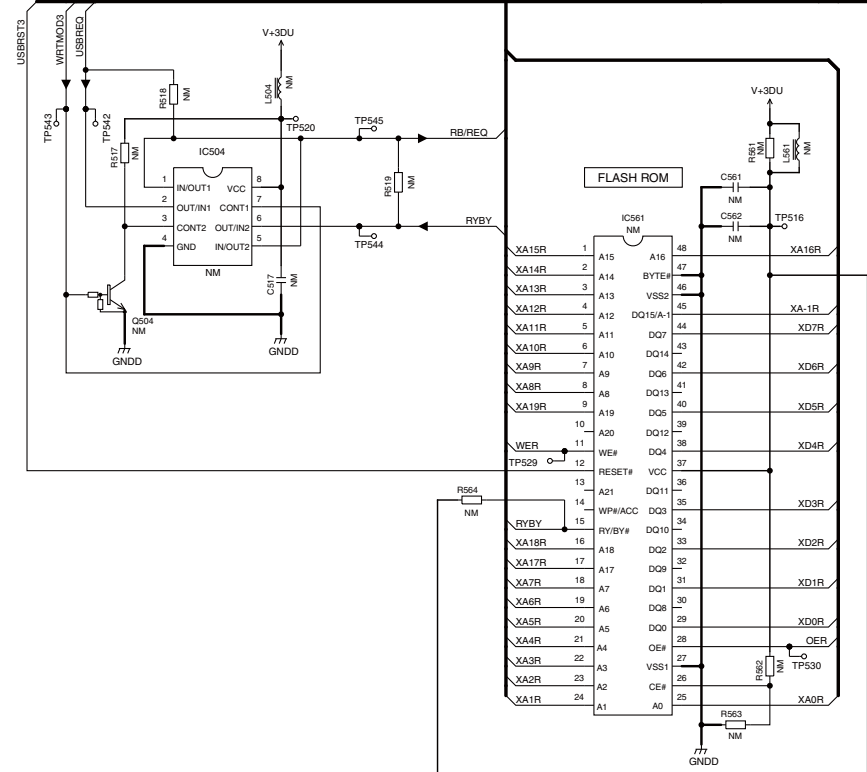 USBRST3
WRTMOD3
USBREQ
TP543
TP542
R518
NM
R517
NM
V+3DU
L504
NM
TP520
TP545
RB/REQ
IC504
1 IN/OUT1 VCC 8
2 OUT/IN1 CONT1 7
3 CONT2 OUT/IN2 6
4 GND IN/OUT2 5
NM
R519
NM
RYBY
TP544
C517
NM
Q504
NM
GNDD
GNDD
V+3DU
R561
NM
L561
NM
FLASH ROM
C561
NM
C562
NM
TP516
IC561
NM
XA15R 1 A15 A16 48 XA16R
XA14R 2 A14 BYTE# 47
XA13R 3 A13 VSS2 46
XA12R 4 A12 DQ15/A-1 45 XA-1R
XA11R 5 A11 DQ7 44 XD7R
XA10R 6 A10 DQ14 43
XA9R 7 A9 DQ6 42 XD6R
XA8R 8 A8 DQ13 41
XA19R 9 A19 DQ5 40 XD5R
10 A20 DQ12 39
WER 11 WE# DQ4 38 XD4R
TP529 12 RESET# VCC 37
13 A21 DQ11 36
R564
NM
14 WP#/ACC DQ3 35 XD3R
RYBY 15 RY/BY# DQ10 34
XA18R 16 A18 DQ2 33 XD2R
XA17R 17 A17 DQ9 32
XA7R 18 A7 DQ1 31 XD1R
XA6R 19 A6 DQ8 30
XA5R 20 A5 DQ0 29 XD0R
XA4R 21 A4 OE# 28 OER
XA3R 22 A3 VSS1 27
R562
NM
TP530
XA2R 23 A2 CE# 26
XA1R 24 A1 A0 25 XA0R
R563
NM
GNDD